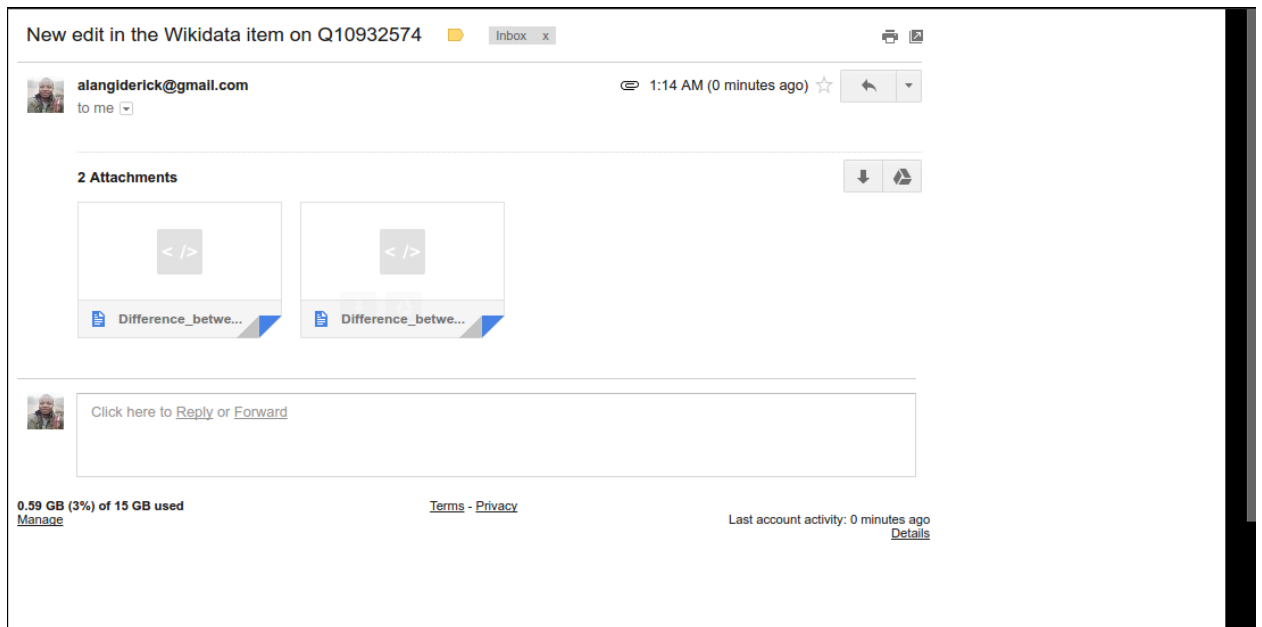 New edit in the Wikidata item on Q10932574 Inbox x
alangiderick@gmail.com 1:14 AM (0 minutes ago)
to me
2 Attachments
< /> < />
Difference_betwe... Difference_betwe...
Click here to Reply or Forward
0.59 GB (3%) of 15 GB used
Manage
Terms - Privacy
Last account activity: 0 minutes ago
Details